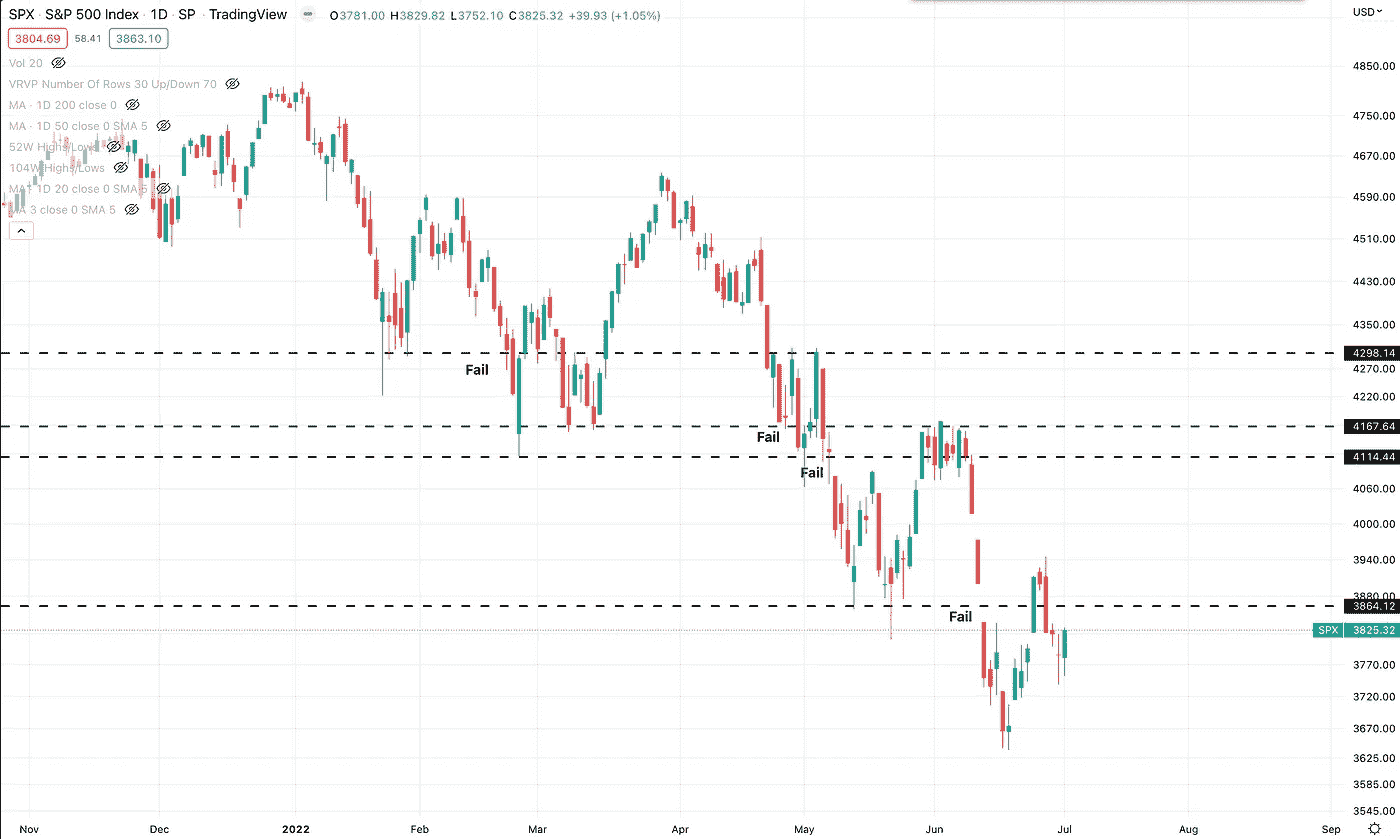 SPX · S&P 500 Index · 1D · SP · TradingView O3781.00 H3829.82 L3752.10 C3825.32 +39.93 (+1.05%)
USD
3804.69 58.41 3863.10
Vol 20
VRVP Number Of Rows 30 Up/Down 70
MA · 1D 200 close 0
MA · 1D 50 close 0 SMA 5
52W Highs/Lows
104W Highs/Lows
MA · 1D 20 close 0 SMA 5
MA 3 close 0 SMA 5
4850.00
4750.00
4670.00
4590.00
4510.00
4430.00
4350.00
4298.14
4270.00
Fail
4220.00
4167.64
Fail
4114.44
Fail
4060.00
4000.00
3940.00
3880.00
3864.12
Fail
SPX 3825.32
3770.00
3720.00
3670.00
3625.00
3585.00
3545.00
Nov Dec 2022 Feb Mar Apr May Jun Jul Aug Sep